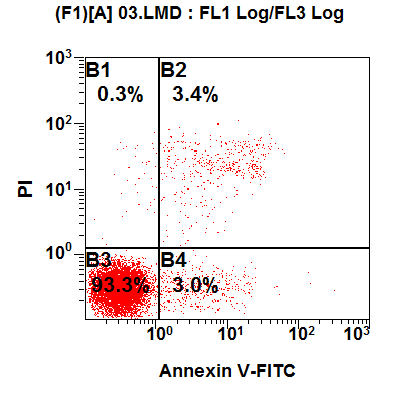 (F1)[A] 03.LMD : FL1 Log/FL3 Log
10³
B1 B2
0.3% 3.4%
10²
PI
10¹
10⁰
B3 B4
93.3% 3.0%
10⁰ 10¹ 10² 10³
Annexin V-FITC